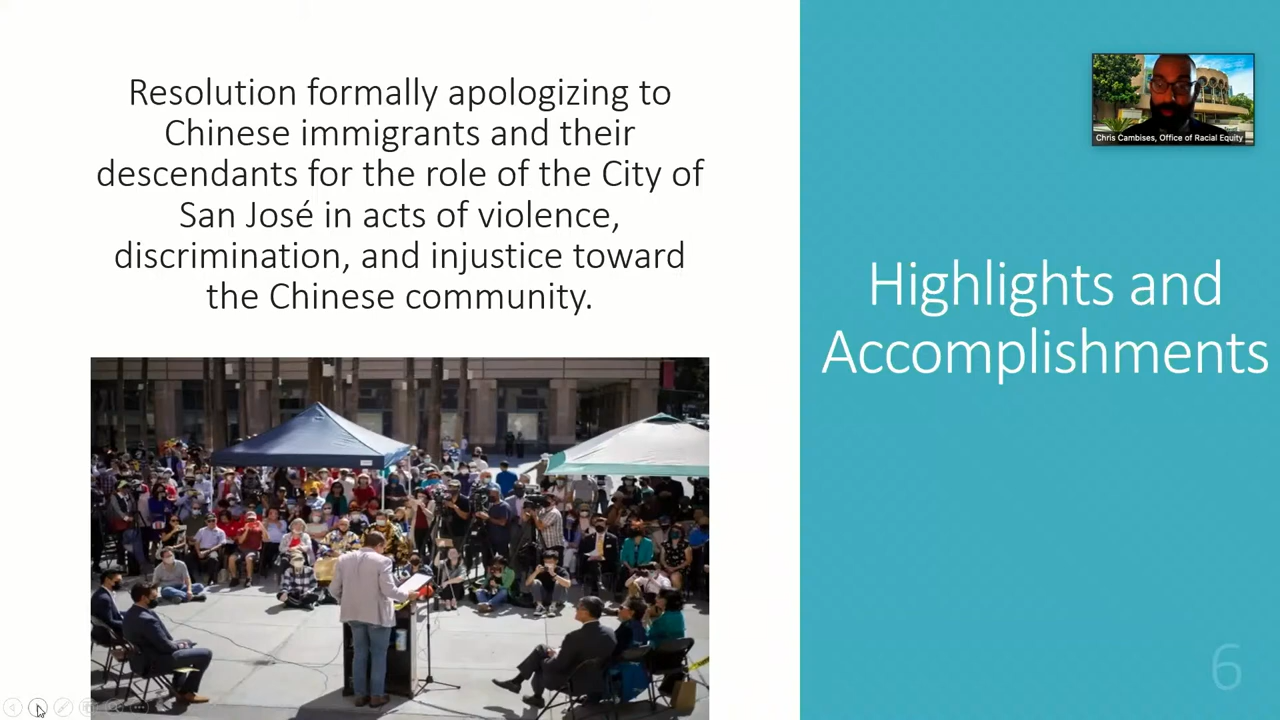 Resolution formally apologizing to
Chinese immigrants and their
descendants for the role of the City of
San José in acts of violence,
discrimination, and injustice toward
the Chinese community.
Chris Cambises, Office of Racial Equity
Highlights and
Accomplishments
6